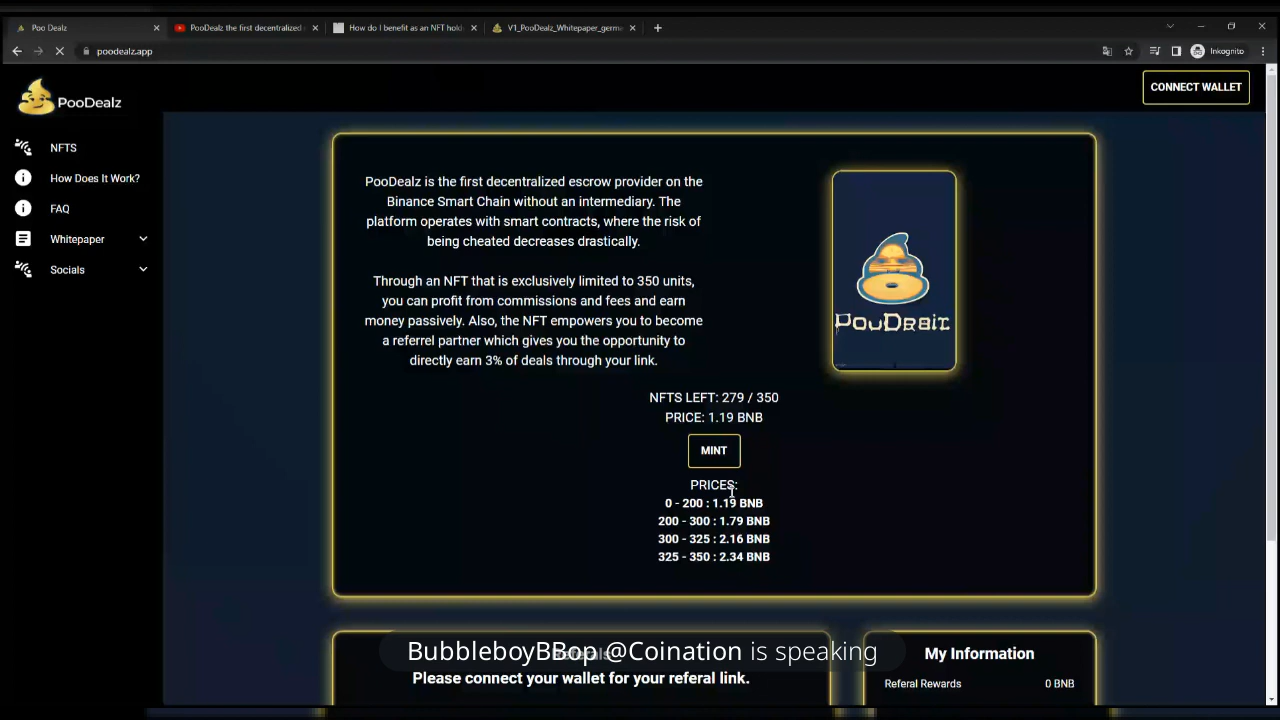 Poo Dealz
PooDealz the first decentralized
How do I benefit as an NFT hold
V1_PooDealz_Whitepaper_germa
poodealz.app
Inkognito
PooDealz
CONNECT WALLET
NFTS
How Does It Work?
FAQ
Whitepaper
Socials
PooDealz is the first decentralized escrow provider on the
Binance Smart Chain without an intermediary. The
platform operates with smart contracts, where the risk of
being cheated decreases drastically.
Through an NFT that is exclusively limited to 350 units,
you can profit from commissions and fees and earn
money passively. Also, the NFT empowers you to become
a referral partner which gives you the opportunity to
directly earn 3% of deals through your link.
NFTS LEFT: 279 / 350
PRICE: 1.19 BNB
MINT
PRICES:
0 - 200 : 1.19 BNB
200 - 300 : 1.79 BNB
300 - 325 : 2.16 BNB
325 - 350 : 2.34 BNB
BubbleboyBBop @Coination is speaking
Please connect your wallet for your referal link.
My Information
Referal Rewards
0 BNB